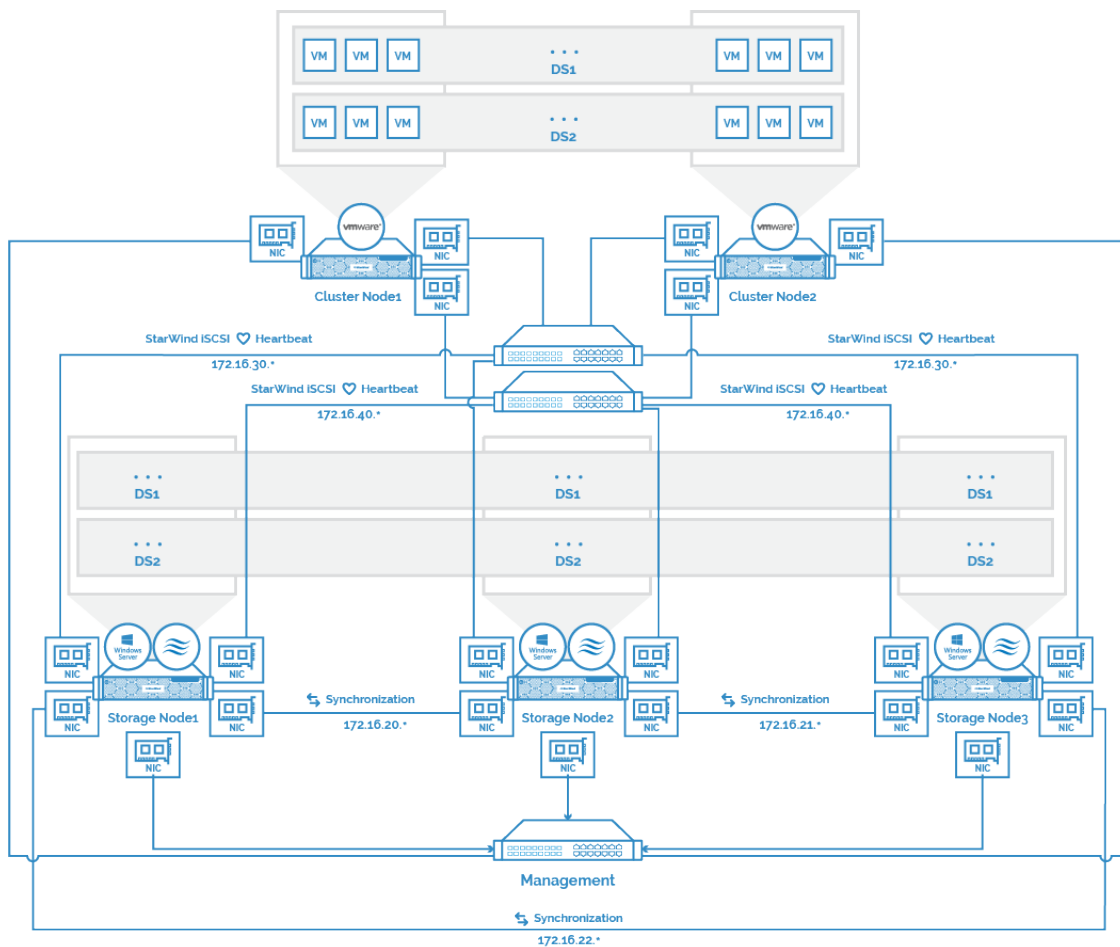 VM VM VM ... VM VM VM
DS1
VM VM VM ... VM VM VM
DS2
NIC vmware NIC NIC vmware NIC
NIC NIC
Cluster Node1 Cluster Node2
StarWind iSCSI Heartbeat StarWind iSCSI Heartbeat
172.16.30.* 172.16.30.*
StarWind iSCSI Heartbeat StarWind iSCSI Heartbeat
172.16.40.* 172.16.40.*
... ... ...
DS1 DS1 DS1
... ... ...
DS2 DS2 DS2
Windows Server Windows Server Windows Server
NIC NIC NIC NIC NIC NIC
Synchronization Synchronization
NIC Storage Node1 NIC NIC Storage Node2 NIC NIC Storage Node3 NIC
172.16.20.* 172.16.21.*
NIC NIC NIC
Management
Synchronization
172.16.22.*